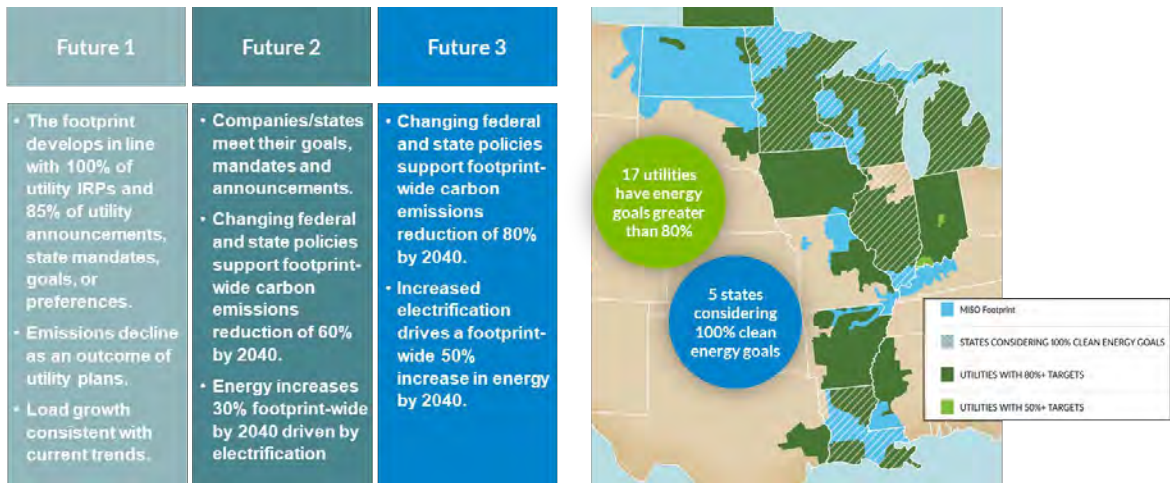 Future 1
• The
footprint
develops in line
with 100% of
utility IRPs and
85% of utility
announcements,
state mandates,
goals, or
preferences.
• Emissions decline
as an outcome of
utility plans.
• Load growth
consistent with
current trends.
Future 2
• Companies/states
meet their goals,
mandates and
announcements.
• Changing federal
and state policies
support footprint-
wide carbon
emissions
reduction of 60%
by 2040.
• Energy increases
30% footprint-wide
by 2040 driven by
electrification
Future 3
• Changing federal
and state policies
support footprint-
wide carbon
emissions
reduction of 80%
by 2040.
• Increased
electrification
drives a footprint-
wide 50%
increase in energy
by 2040.
17 utilities
have energy
goals greater
than 80%
5 states
considering
100% clean
energy goals
MISO Footprint
STATES CONSIDERING 100% CLEAN ENERGY GOALS
UTILITIES WITH 80%+ TARGETS
UTILITIES WITH 50%+ TARGETS